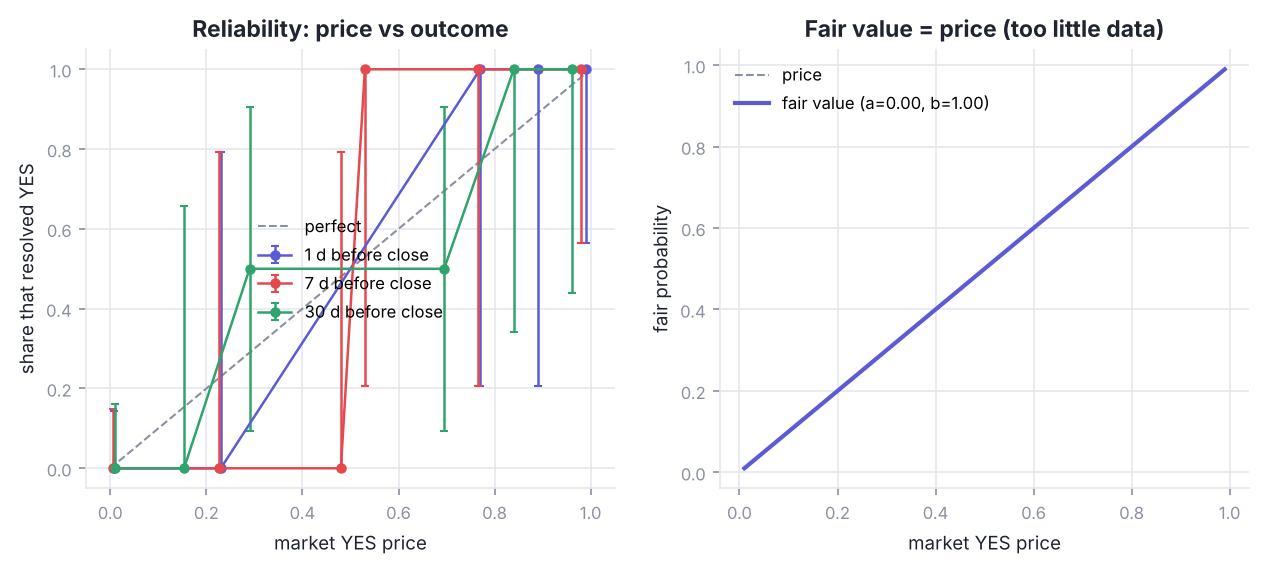 Reliability: price vs outcome
share that resolved YES
1.0
0.8
0.6
0.4
0.2
0.0
perfect
1 d before close
7 d before close
30 d before close
0.0 0.2 0.4 0.6 0.8 1.0
market YES price
Fair value = price (too little data)
fair probability
1.0
0.8
0.6
0.4
0.2
0.0
price
fair value (a=0.00, b=1.00)
0.0 0.2 0.4 0.6 0.8 1.0
market YES price